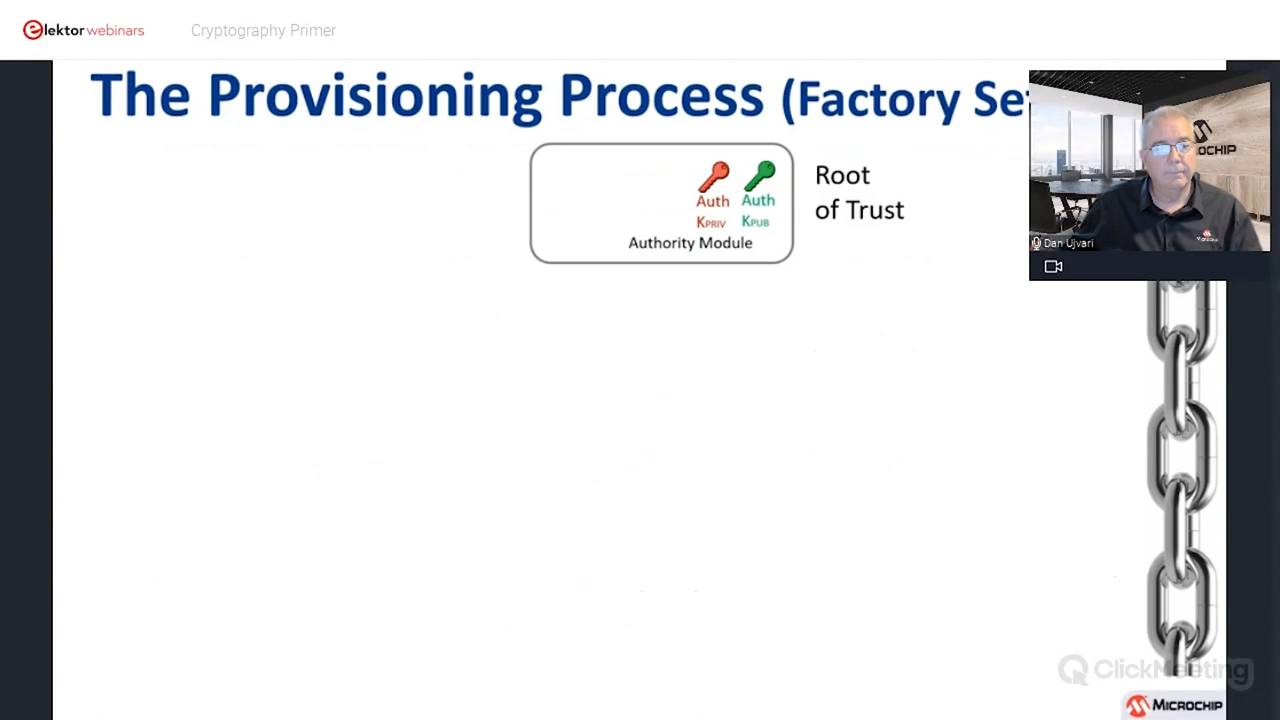 elektor webinars
Cryptography Primer
The Provisioning Process (Factory Se
Auth Auth
KPRIV KPUB
Authority Module
Root
of Trust
MICROCHIP
Dan Ujvari
ClickMeeting
MICROCHIP